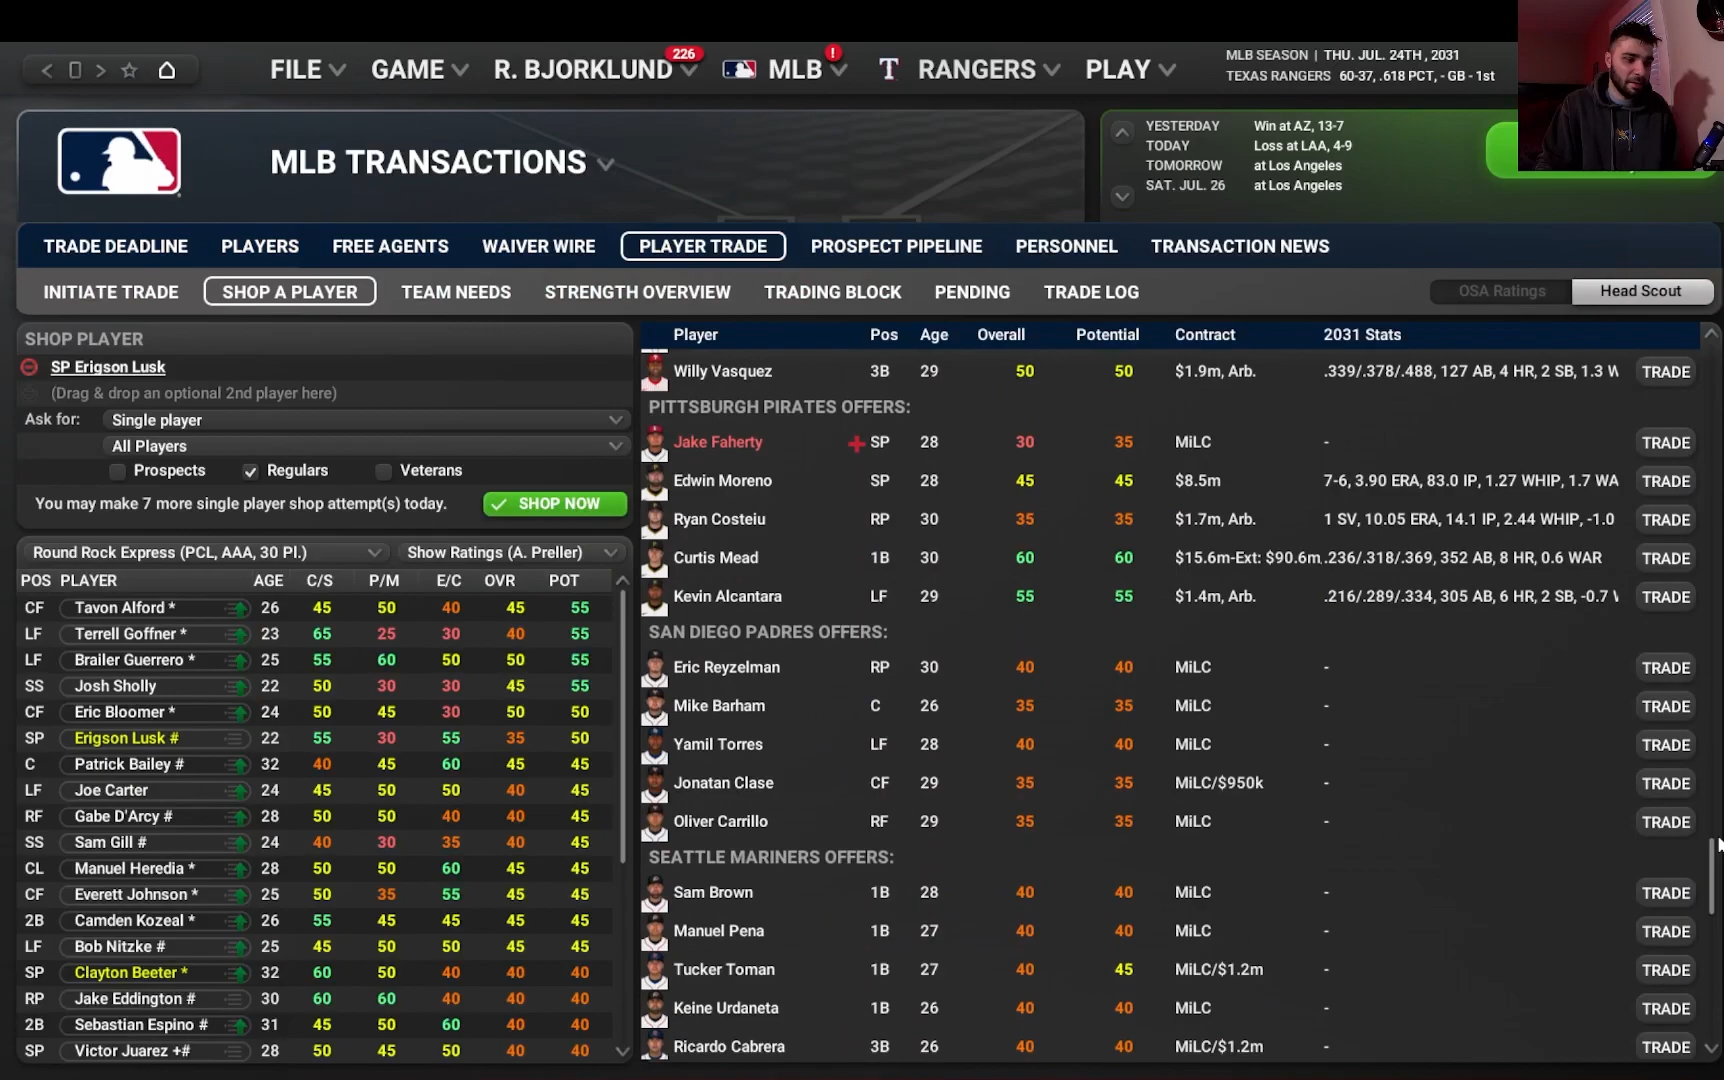 FILE GAME R. BJORKLUND 226 MLB ! T RANGERS PLAY
MLB SEASON | THU. JUL. 24TH , 2031
TEXAS RANGERS 60-37, .618 PCT, - GB - 1st
MLB TRANSACTIONS
YESTERDAY Win at AZ, 13-7
TODAY Loss at LAA, 4-9
TOMORROW at Los Angeles
SAT. JUL. 26 at Los Angeles
TRADE DEADLINE PLAYERS FREE AGENTS WAIVER WIRE PLAYER TRADE PROSPECT PIPELINE PERSONNEL TRANSACTION NEWS
INITIATE TRADE SHOP A PLAYER TEAM NEEDS STRENGTH OVERVIEW TRADING BLOCK PENDING TRADE LOG OSA Ratings Head Scout
SHOP PLAYER
SP Erigson Lusk
(Drag & drop an optional 2nd player here)
Ask for: Single player
All Players
Prospects Regulars Veterans
You may make 7 more single player shop attempt(s) today. SHOP NOW
Round Rock Express (PCL, AAA, 30 Pl.) Show Ratings (A. Preller)
POS PLAYER AGE C/S P/M E/C OVR POT
CF Tavon Alford * 26 45 50 40 45 55
LF Terrell Goffner * 23 65 25 30 40 55
LF Brailer Guerrero * 25 55 60 50 50 55
SS Josh Sholly 22 50 30 30 45 55
CF Eric Bloomer * 24 50 45 30 50 50
SP Erigson Lusk # 22 55 30 55 35 50
C Patrick Bailey # 32 40 45 60 45 45
LF Joe Carter 24 45 50 50 40 45
RF Gabe D'Arcy # 28 50 50 40 40 45
SS Sam Gill # 24 40 30 35 40 45
CL Manuel Heredia * 28 50 50 60 45 45
CF Everett Johnson * 25 50 35 55 45 45
2B Camden Kozeal * 26 55 45 45 45 45
LF Bob Nitzke # 25 45 50 50 45 45
SP Clayton Beeter * 32 60 50 40 40 40
RP Jake Eddington # 30 60 60 40 40 40
2B Sebastian Espino # 31 45 50 60 40 40
SP Victor Juarez +# 28 50 45 50 40 40
Player Pos Age Overall Potential Contract 2031 Stats
Willy Vasquez 3B 29 50 50 $1.9m, Arb. .339/.378/.488, 127 AB, 4 HR, 2 SB, 1.3 W TRADE
PITTSBURGH PIRATES OFFERS:
Jake Faherty SP 28 30 35 MiLC - TRADE
Edwin Moreno SP 28 45 45 $8.5m 7-6, 3.90 ERA, 83.0 IP, 1.27 WHIP, 1.7 WA TRADE
Ryan Costeiu RP 30 35 35 $1.7m, Arb. 1 SV, 10.05 ERA, 14.1 IP, 2.44 WHIP, -1.0 TRADE
Curtis Mead 1B 30 60 60 $15.6m-Ext: $90.6m .236/.318/.369, 352 AB, 8 HR, 0.6 WAR TRADE
Kevin Alcantara LF 29 55 55 $1.4m, Arb. .216/.289/.334, 305 AB, 6 HR, 2 SB, -0.7 TRADE
SAN DIEGO PADRES OFFERS:
Eric Reyzelman RP 30 40 40 MiLC - TRADE
Mike Barham C 26 35 35 MiLC - TRADE
Yamil Torres LF 28 40 40 MiLC - TRADE
Jonatan Clase CF 29 35 35 MiLC/$950k - TRADE
Oliver Carrillo RF 29 35 35 MiLC - TRADE
SEATTLE MARINERS OFFERS:
Sam Brown 1B 28 40 40 MiLC - TRADE
Manuel Pena 1B 27 40 40 MiLC - TRADE
Tucker Toman 1B 27 40 45 MiLC/$1.2m - TRADE
Keine Urdaneta 1B 26 40 40 MiLC - TRADE
Ricardo Cabrera 3B 26 40 40 MiLC/$1.2m - TRADE